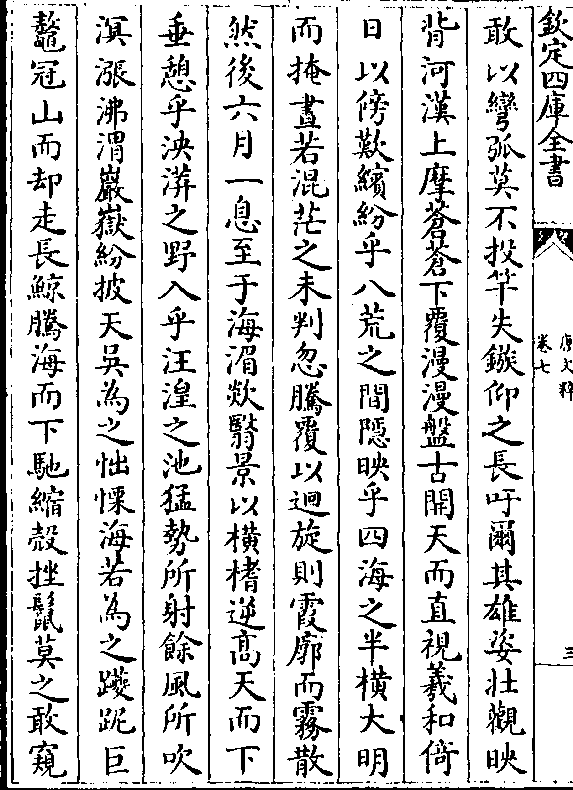 欽定四庫全書
唐文粹
卷七
三
敢以彎弧莫不投竿失鏃仰之長吁爾其雄姿壯觀映
背河漢上摩蒼蒼下覆漫漫盤古開天而直視羲和倚
日以傍歎繽紛乎八荒之間隱映乎四海之半橫大明
而掩晝若混茫之未判忽騰覆以迴旋則霞廓而霧散
然後六月一息至于海湄欻翳景以橫楮逆高天而下
垂憩乎泱漭之野入乎汪湟之池猛勢所射餘風所吹
溟漲沸渭巖嶽紛披天吳為之怵慄海若為之躨跜巨
鼇冠山而却走長鯨騰海而下馳縮殼挫鬛莫之敢窺